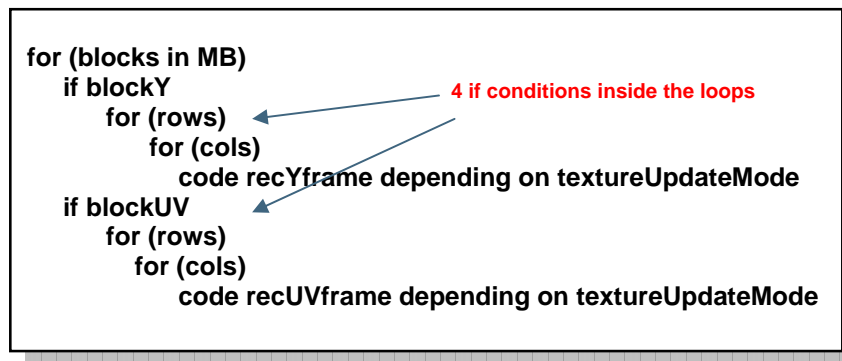 for (blocks in MB)
if blockY
4 if conditions inside the loops
for (rows)
for (cols)
code recYframe depending on textureUpdateMode
if blockUV
for (rows)
for (cols)
code recUVframe depending on textureUpdateMode